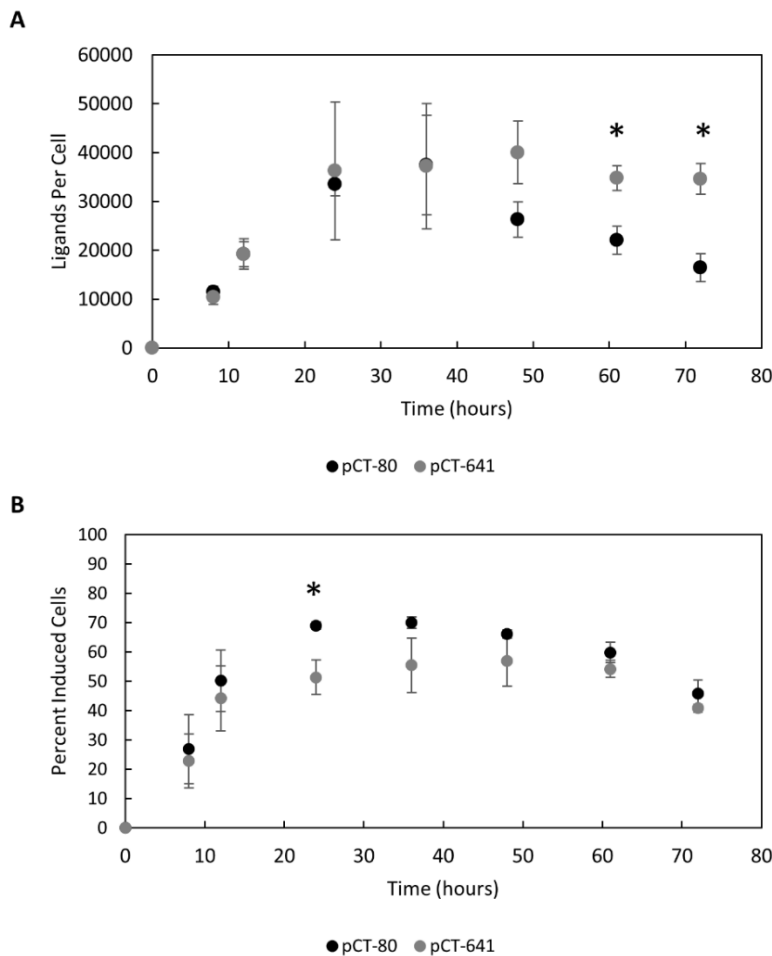 A
60000
50000
40000
30000
20000
10000
0
Ligands Per Cell
* *
0 10 20 30 40 50 60 70 80
Time (hours)
pCT-80 pCT-641
B
100
90
80
70
60
50
40
30
20
10
0
Percent Induced Cells
*
0 10 20 30 40 50 60 70 80
Time (hours)
pCT-80 pCT-641